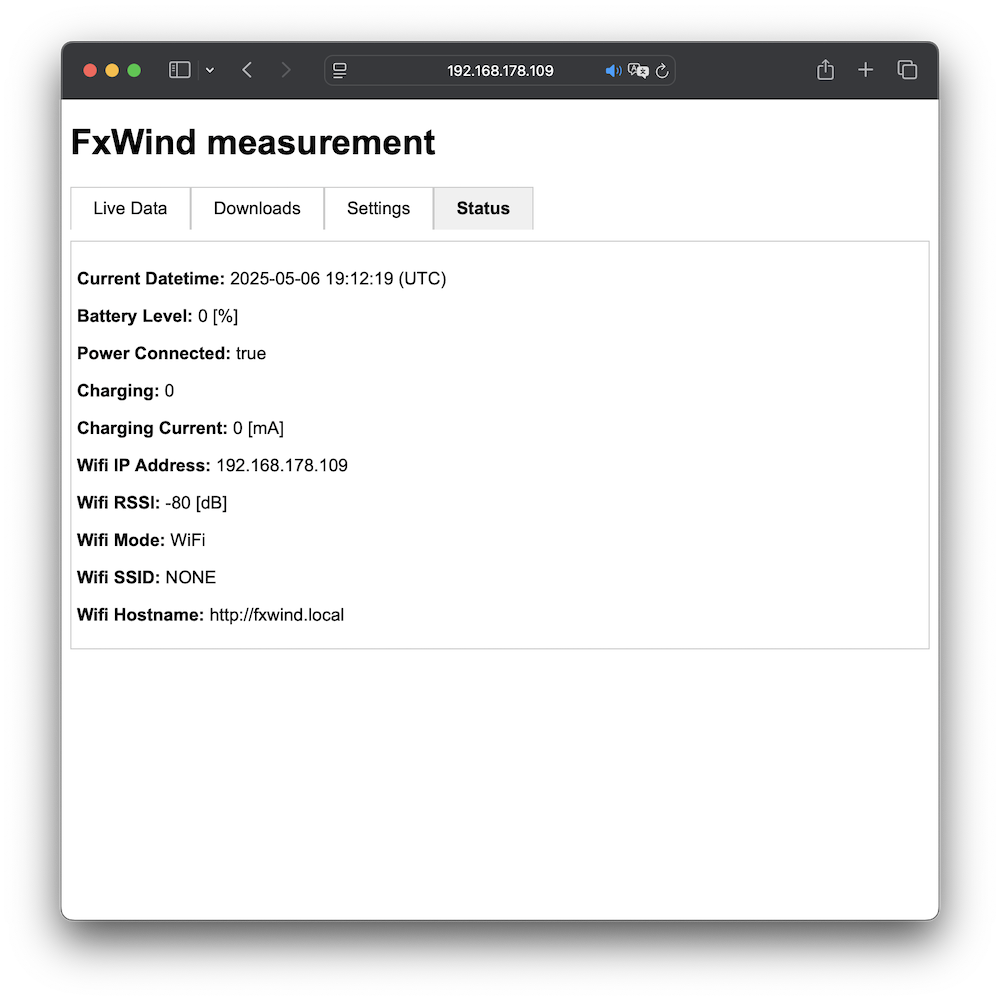 192.168.178.109
FxWind measurement
Live Data Downloads Settings Status
Current Datetime: 2025-05-06 19:12:19 (UTC)
Battery Level: 0 [%]
Power Connected: true
Charging: 0
Charging Current: 0 [mA]
Wifi IP Address: 192.168.178.109
Wifi RSSI: -80 [dB]
Wifi Mode: WiFi
Wifi SSID: NONE
Wifi Hostname: http://fxwind.local